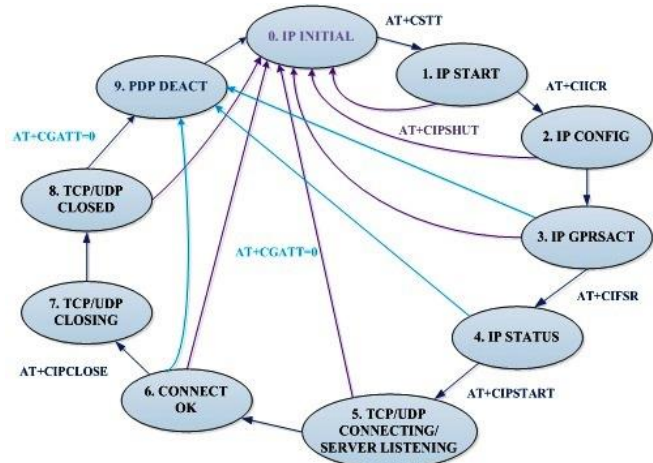 0. IP INITIAL
AT+CSTT
1. IP START
9. PDP DEACT
AT+CIICR
AT+CIPSHUT
2. IP CONFIG
AT+CGATT=0
8. TCP/UDP
CLOSED
3. IP GPRSACT
AT+CGATT=0
AT+CIFSR
7. TCP/UDP
CLOSING
4. IP STATUS
AT+CIPCLOSE
6. CONNECT
OK
AT+CIPSTART
5. TCP/UDP
CONNECTING/
SERVER LISTENING